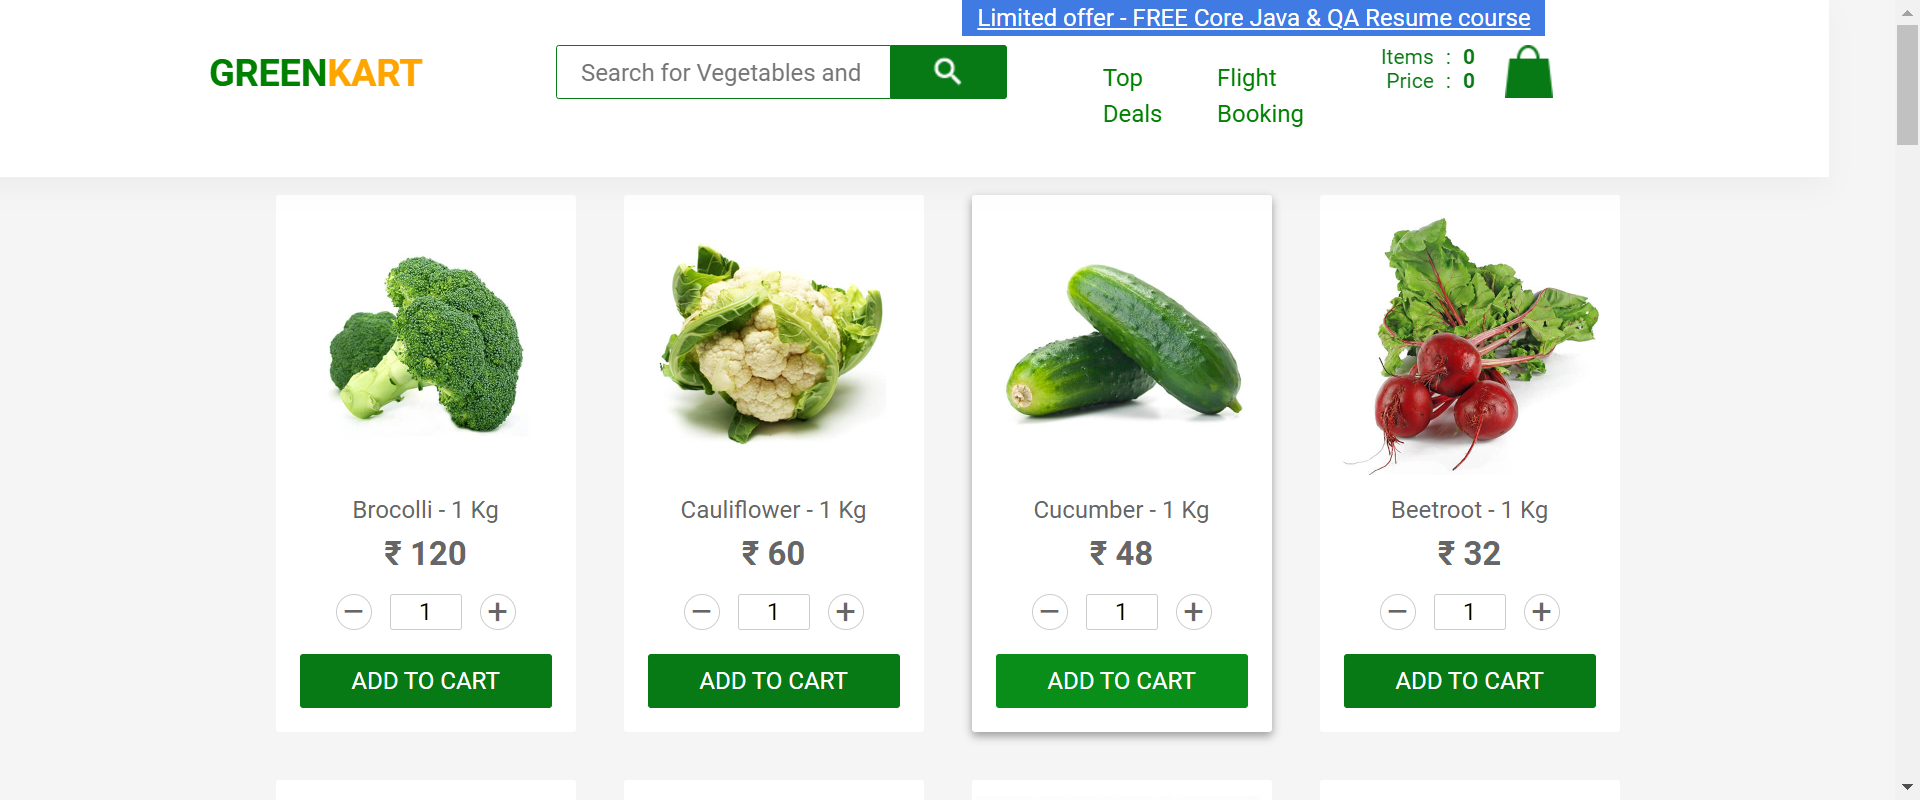 Limited offer - FREE Core Java & QA Resume course
GREENKART
Search for Vegetables and
Top Deals
Flight Booking
Items : 0
Price : 0
Brocolli - 1 Kg
₹ 120
− 1 +
ADD TO CART
Cauliflower - 1 Kg
₹ 60
− 1 +
ADD TO CART
Cucumber - 1 Kg
₹ 48
− 1 +
ADD TO CART
Beetroot - 1 Kg
₹ 32
− 1 +
ADD TO CART